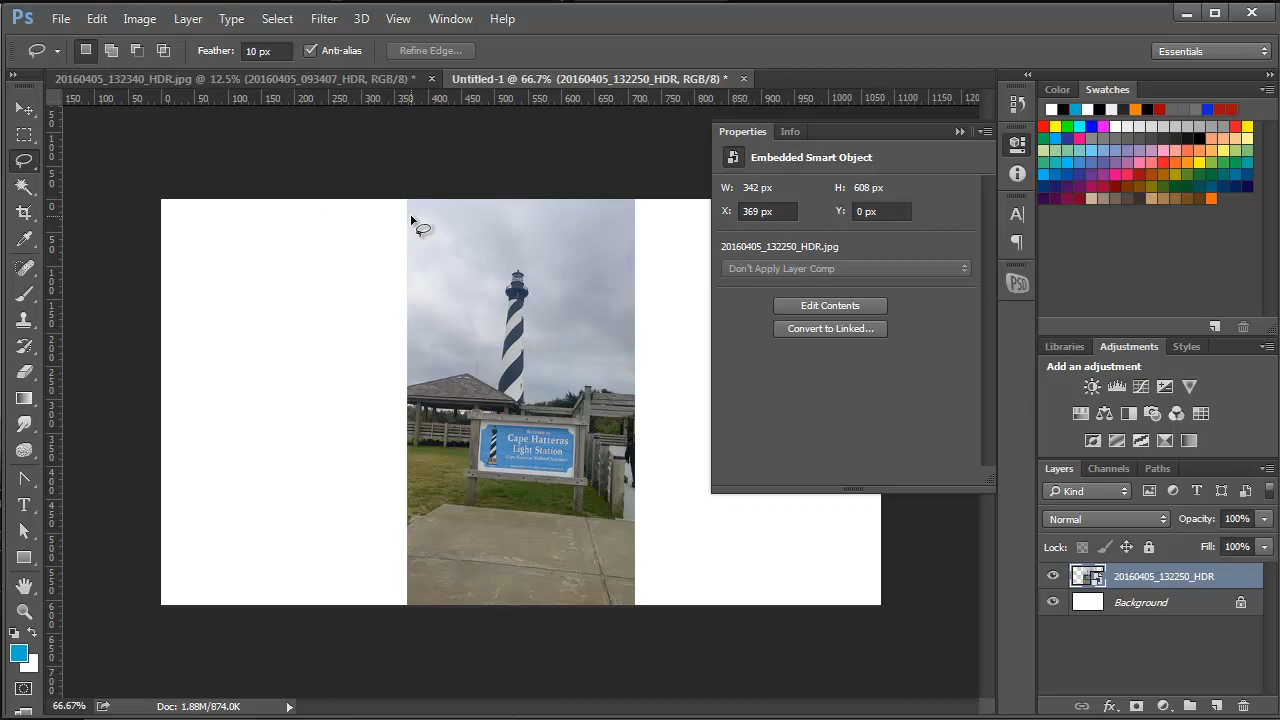 Ps File Edit Image Layer Type Select Filter 3D View Window Help
Feather: 10 px Anti-alias Refine Edge... Essentials
20160405_132340_HDR.jpg @ 12.5% (20160405_093407_HDR, RGB/8) * × Untitled-1 @ 66.7% (20160405_132250_HDR, RGB/8) * ×
150 100 50 0 50 100 150 200 250 300 350 400 450 500 550 600 650 700 750 800 850 900 950 1000 1050 1100 1150 120
Color Swatches
Properties Info
Embedded Smart Object
W: 342 px H: 608 px
X: 369 px Y: 0 px
20160405_132250_HDR.jpg
Don't Apply Layer Comp
Edit Contents
Convert to Linked...
Welcome to
Cape Hatteras
Light Station
Cape Hatteras National Seashore
Libraries Adjustments Styles
Add an adjustment
Layers Channels Paths
Kind
Normal Opacity: 100%
Lock: Fill: 100%
20160405_132250_HDR
Background
66.67% Doc: 1.88M/874.0K